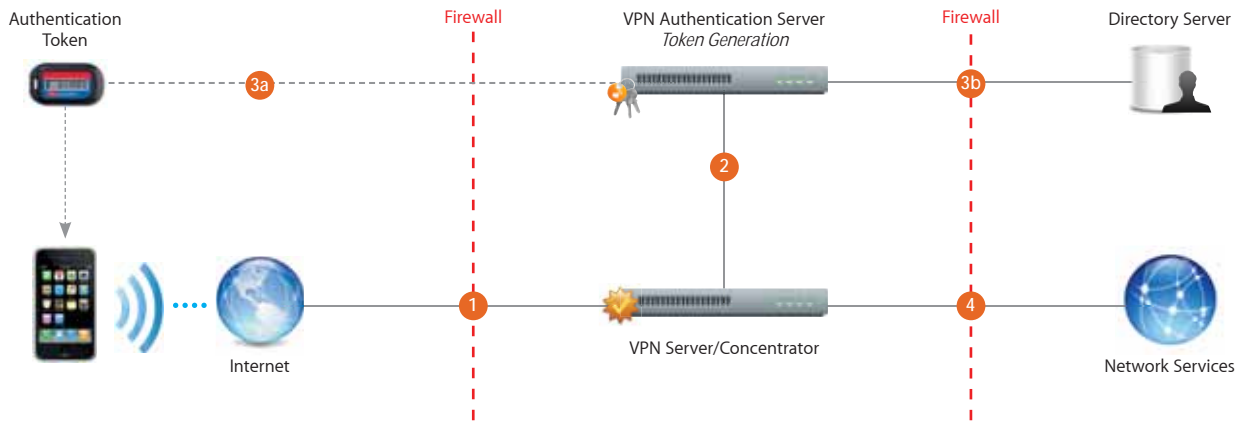 Authentication
Token
Firewall
VPN Authentication Server
Token Generation
Firewall
Directory Server
3a
3b
2
1
4
Internet
VPN Server/Concentrator
Network Services